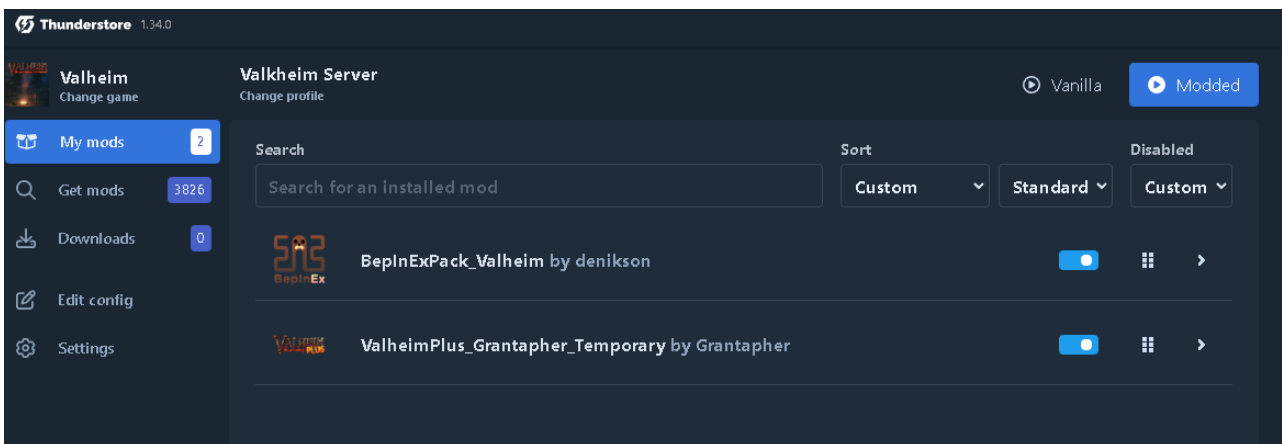 Thunderstore 1.34.0
VALHEIM
Valheim
Change game
Valkheim Server
Change profile
Vanilla
Modded
My mods 2
Get mods 3826
Downloads 0
Edit config
Settings
Search
Sort
Disabled
Search for an installed mod
Custom
Standard
Custom
BepInEx
BepInExPack_Valheim by denikson
VALHEIM
PLUS
ValheimPlus_Grantapher_Temporary by Grantapher